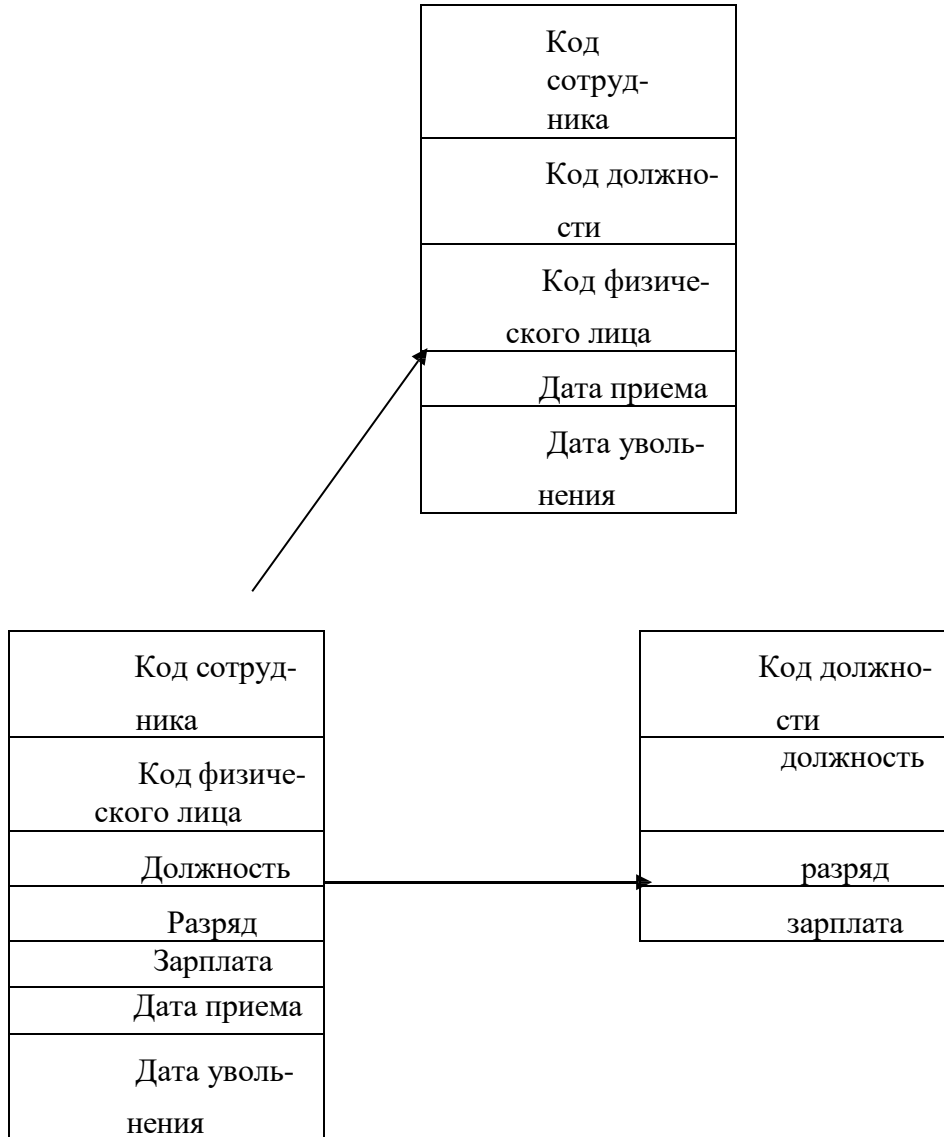 Код
сотруд-
ника
Код должно-
сти
Код физиче-
ского лица
Дата приема
Дата уволь-
нения
Код сотруд-
ника
Код физиче-
ского лица
Должность
Разряд
Зарплата
Дата приема
Дата уволь-
нения
Код должно-
сти
должность
разряд
зарплата